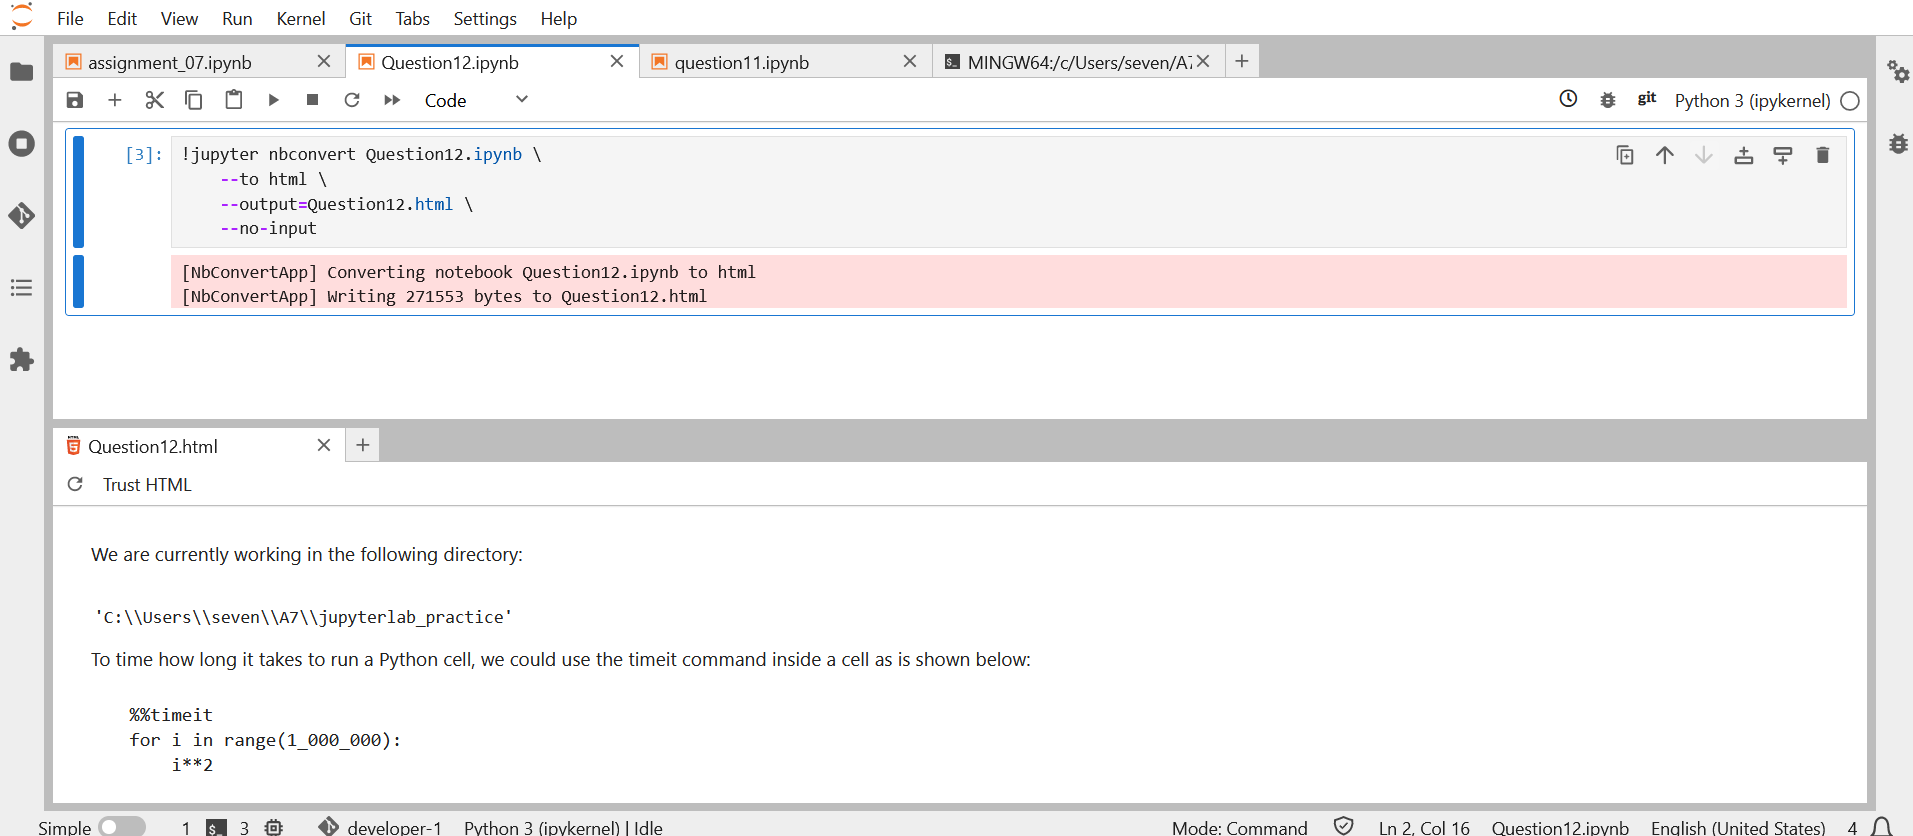 File Edit View Run Kernel Git Tabs Settings Help
assignment_07.ipynb Question12.ipynb question11.ipynb MINGW64:/c/Users/seven/A7
Code git Python 3 (ipykernel)
[3]: !jupyter nbconvert Question12.ipynb \
--to html \
--output=Question12.html \
--no-input
[NbConvertApp] Converting notebook Question12.ipynb to html
[NbConvertApp] Writing 271553 bytes to Question12.html
Question12.html
Trust HTML
We are currently working in the following directory:
'C:\\Users\\seven\\A7\\jupyterlab_practice'
To time how long it takes to run a Python cell, we could use the timeit command inside a cell as is shown below:
%%timeit
for i in range(1_000_000):
i**2
Simple 1 3 developer-1 Python 3 (ipykernel) | Idle Mode: Command Ln 2, Col 16 Question12.ipynb English (United States) 4